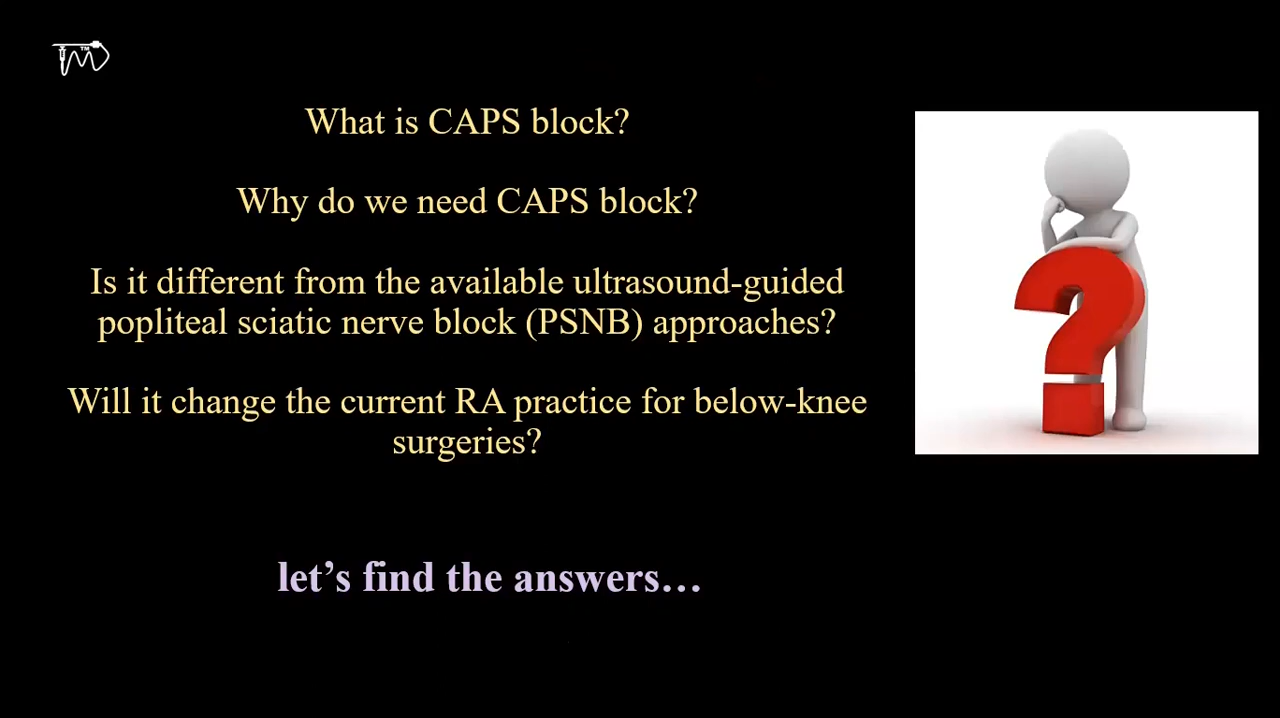 TM
What is CAPS block?
Why do we need CAPS block?
Is it different from the available ultrasound-guided
popliteal sciatic nerve block (PSNB) approaches?
Will it change the current RA practice for below-knee
surgeries?
let’s find the answers…